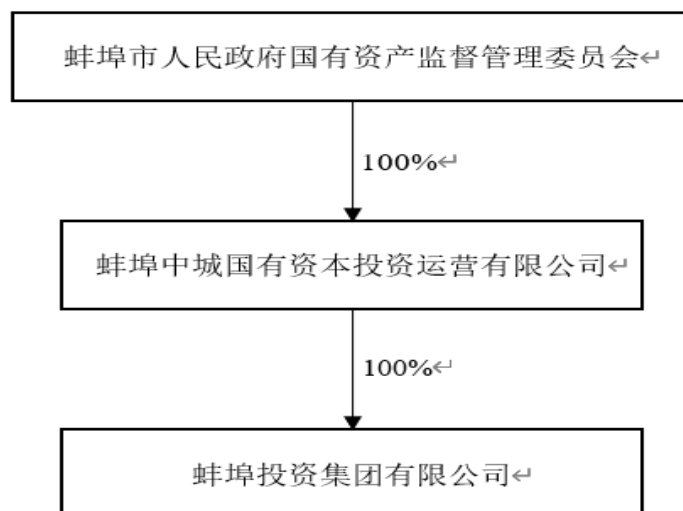 蚌埠市人民政府国有资产监督管理委员会↵
100%↵
蚌埠中城国有资本投资运营有限公司↵
100%↵
蚌埠投资集团有限公司↵